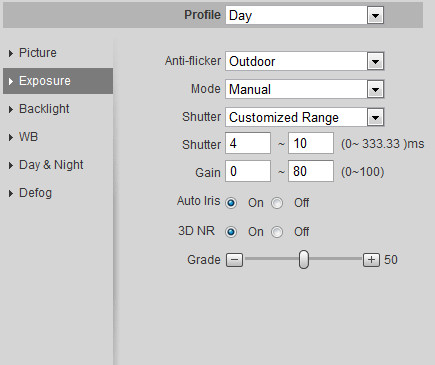 Profile Day
Picture
Exposure
Backlight
WB
Day & Night
Defog
Anti-flicker Outdoor
Mode Manual
Shutter Customized Range
Shutter 4 ~ 10 (0~ 333.33 )ms
Gain 0 ~ 80 (0~100)
Auto Iris On Off
3D NR On Off
Grade 50